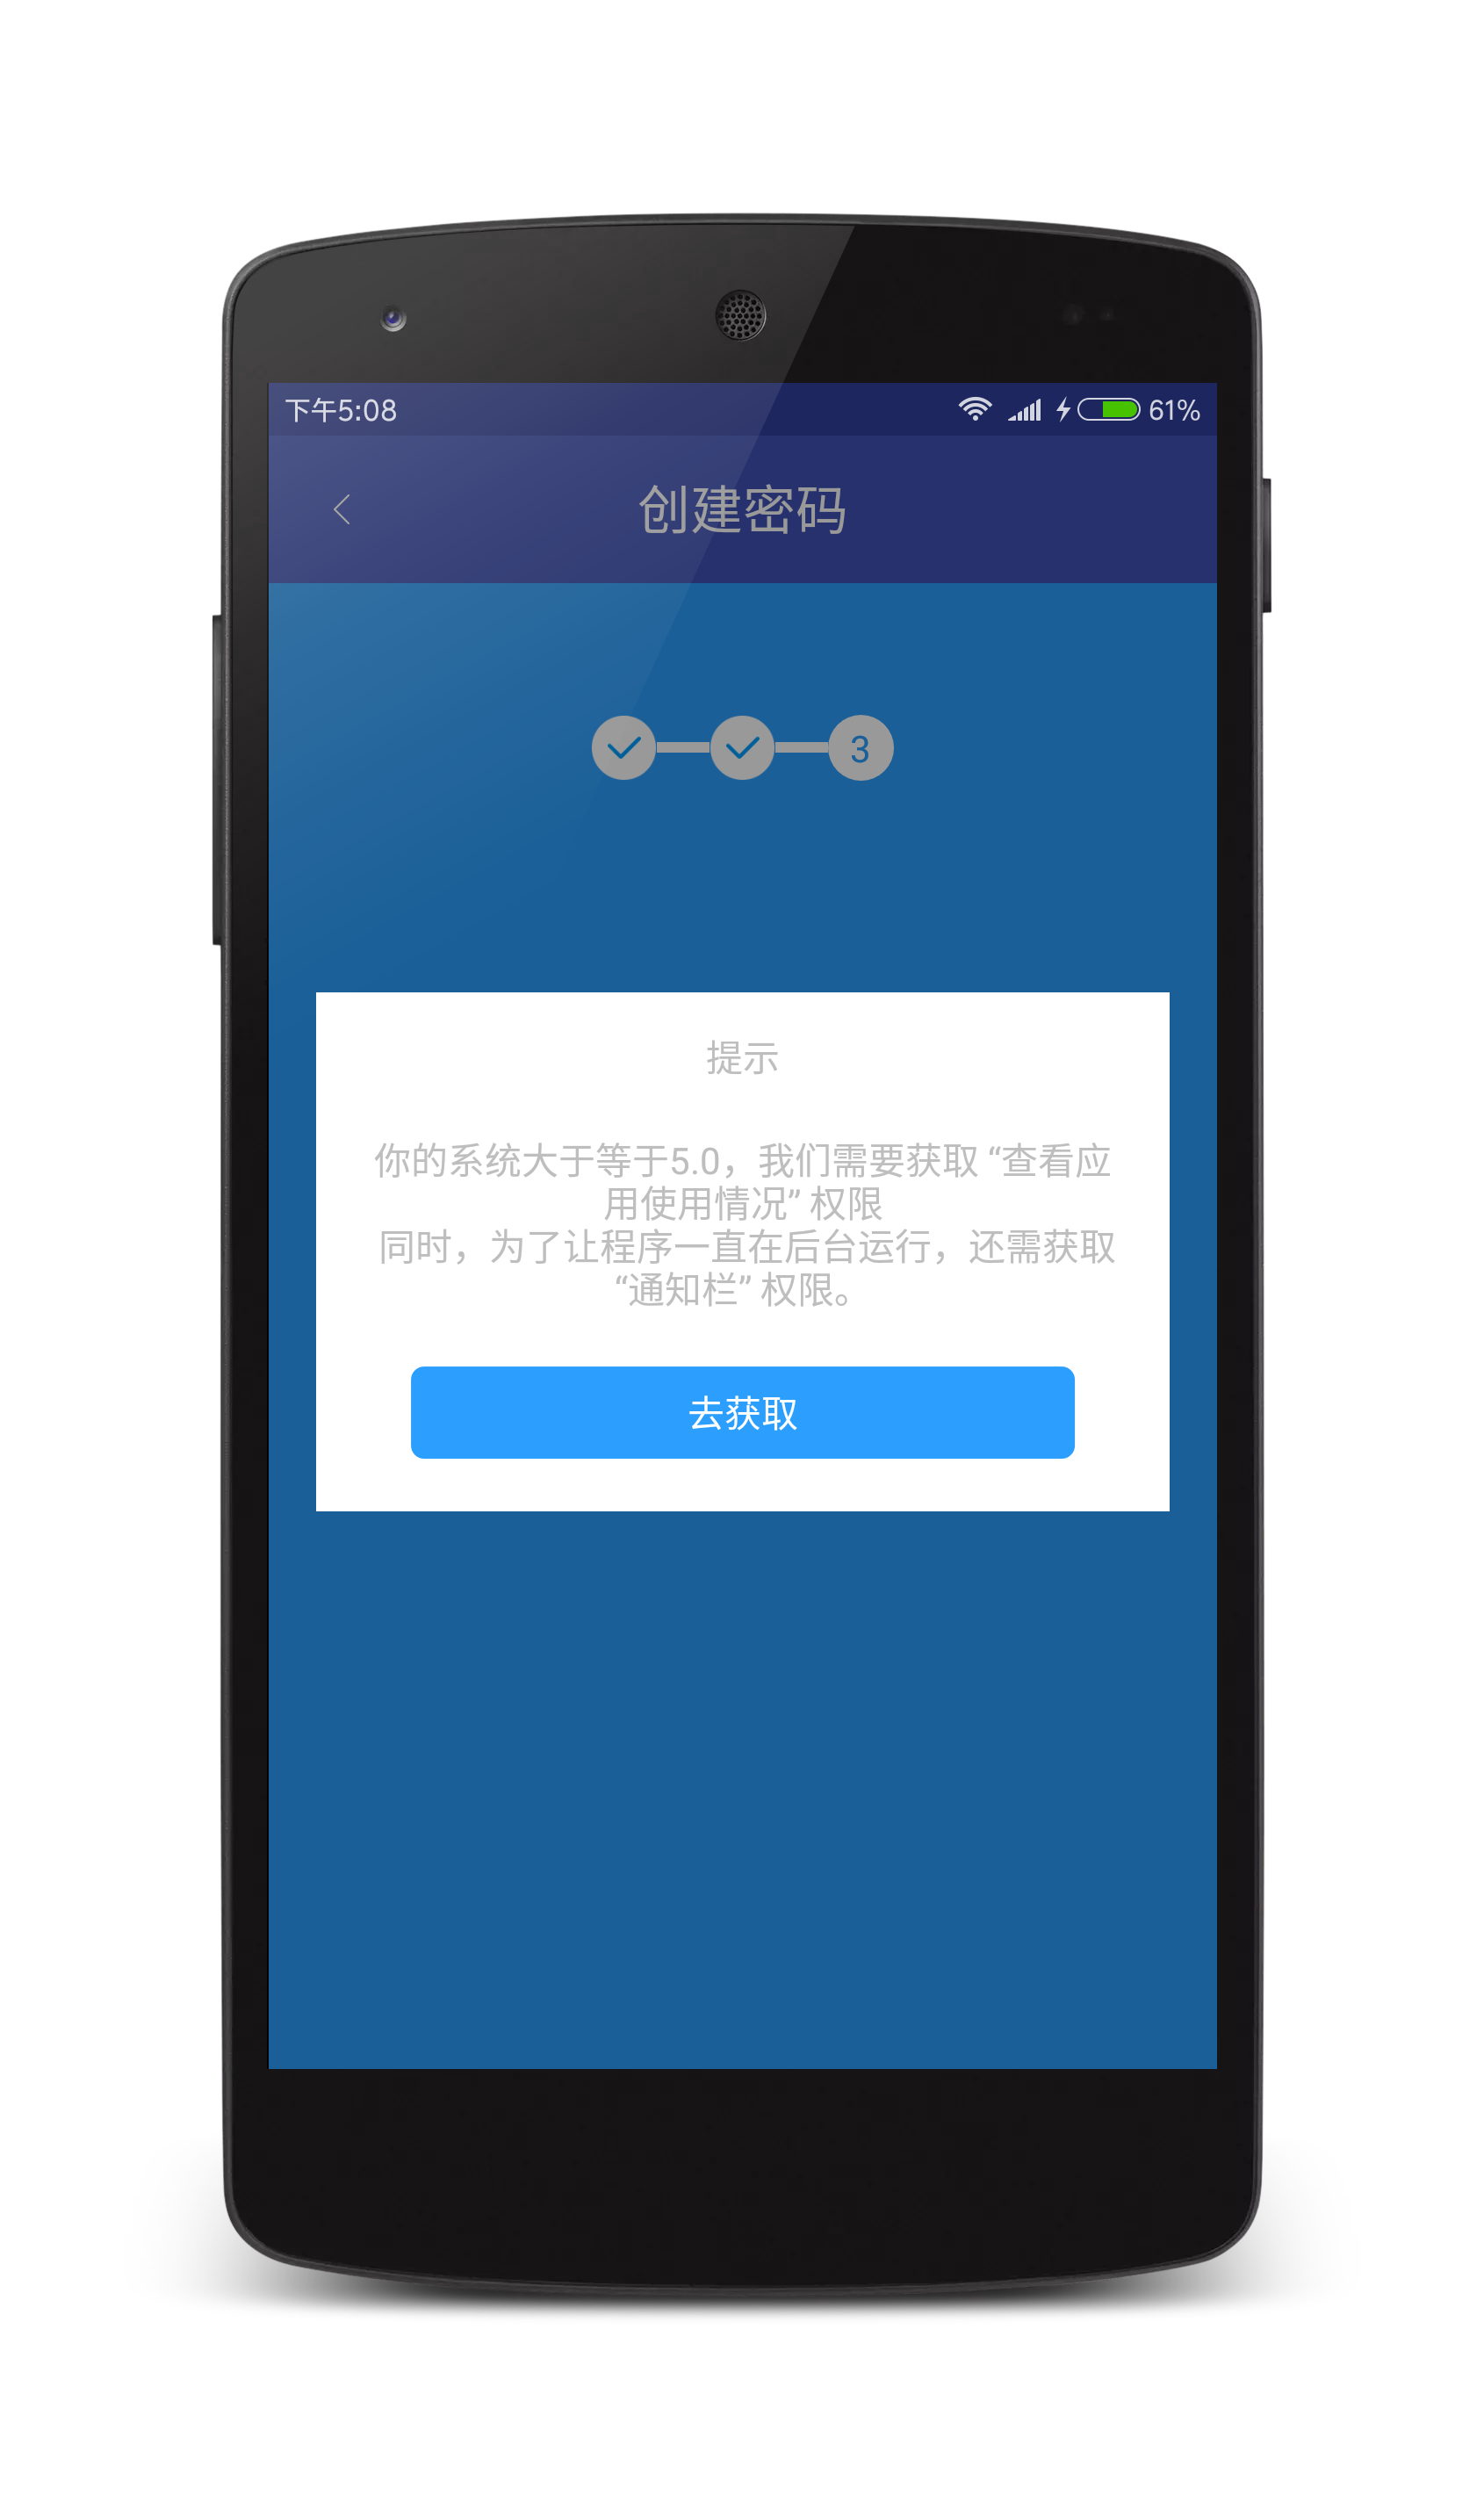 下午5:08
61%
创建密码
3
提示
你的系统大于等于5.0，我们需要获取 “查看应
用使用情况” 权限
同时，为了让程序一直在后台运行，还需获取
“通知栏” 权限。
去获取